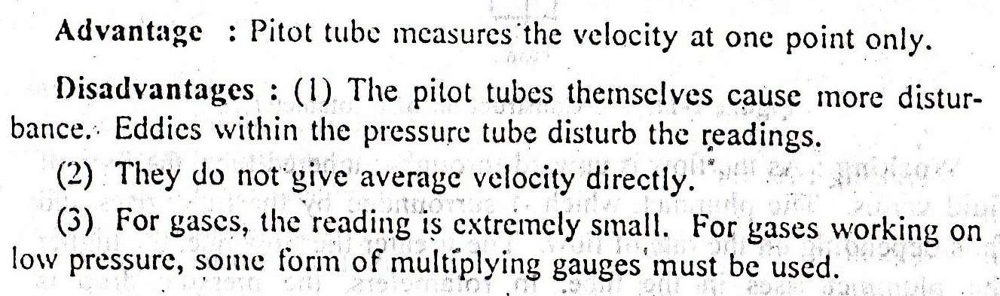 Advantage : Pitot tube measures the velocity at one point only.
Disadvantages : (1) The pitot tubes themselves cause more distur-
bance. Eddies within the pressure tube disturb the readings.
(2) They do not give average velocity directly.
(3) For gases, the reading is extremely small. For gases working on
low pressure, some form of multiplying gauges must be used.